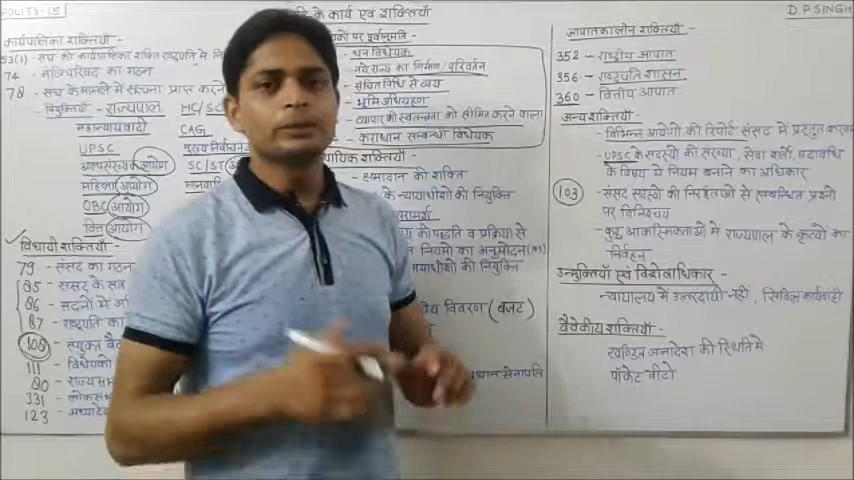 POLITY-15
के कार्य एवं शक्तियाँ
D.P SINGH
कार्यपालिका शक्तियाँ -
53(1) - संघ की कार्यपालिका शक्ति राष्ट्रपति में
74 - मंत्रिपरिषद का गठन
78 - संघ के मामले में सूचना प्राप्त करने
- नियुक्तियाँ - राज्यपाल HC/SC
महान्यायवादी CAG
UPSC मुख्य निर्वाचन
अल्पसंख्यक आयोग SC/ST
महिला आयोग
OBC आयोग
वित्त आयोग
विधायी शक्तियाँ -
79 - संसद का गठन
85 - संसद के सत्र
86 - सदनों में
87 - राष्ट्रपति का
108 - संयुक्त
111 - विधेयकों
80 - राज्य
331 - लोक
123 - अध्यादे
पर पूर्वानुमति -
- धन विधेयक
- नये राज्य का निर्माण/परिवर्तन
- संचित निधि से व्यय
- भूमि अधिग्रहण
- व्यापार की स्वतन्त्रता को सीमित करने वाला
- कराधान सम्बन्धी विधेयक
यिक शक्तियाँ -
- क्षमादान की शक्ति
के न्यायाधीशों की नियुक्ति
परामर्श
की पद्धति व प्रक्रिया से
नियमों का अनुमोदन
याधीशों की नियुक्ति
विवरण (बजट)
प्रधान सेनापति
आपातकालीन शक्तियाँ -
352 - राष्ट्रीय आपात
356 - राष्ट्रपति शासन
360 - वित्तीय आपात
अन्य शक्तियाँ -
- विभिन्न आयोगों की रिपोर्ट संसद में प्रस्तुत करवाना
- UPSC के सदस्यों की संख्या, सेवा शर्तों, पदावधि
के विषय में नियम बनाने का अधिकार
103 - संसद सदस्यों की निरर्हताओं से सम्बन्धित प्रश्नों
पर विनिश्चय
- कुछ आकस्मिकताओं में राज्यपाल के कृत्यों का
निर्वहन
उन्मुक्तियाँ एवं विशेषाधिकार -
- न्यायालय में उत्तरदायी नहीं, सिविल कार्यवाही
वैवेकीय शक्तियाँ -
खण्डित जनादेश की स्थिति में
पॉकेट वीटो